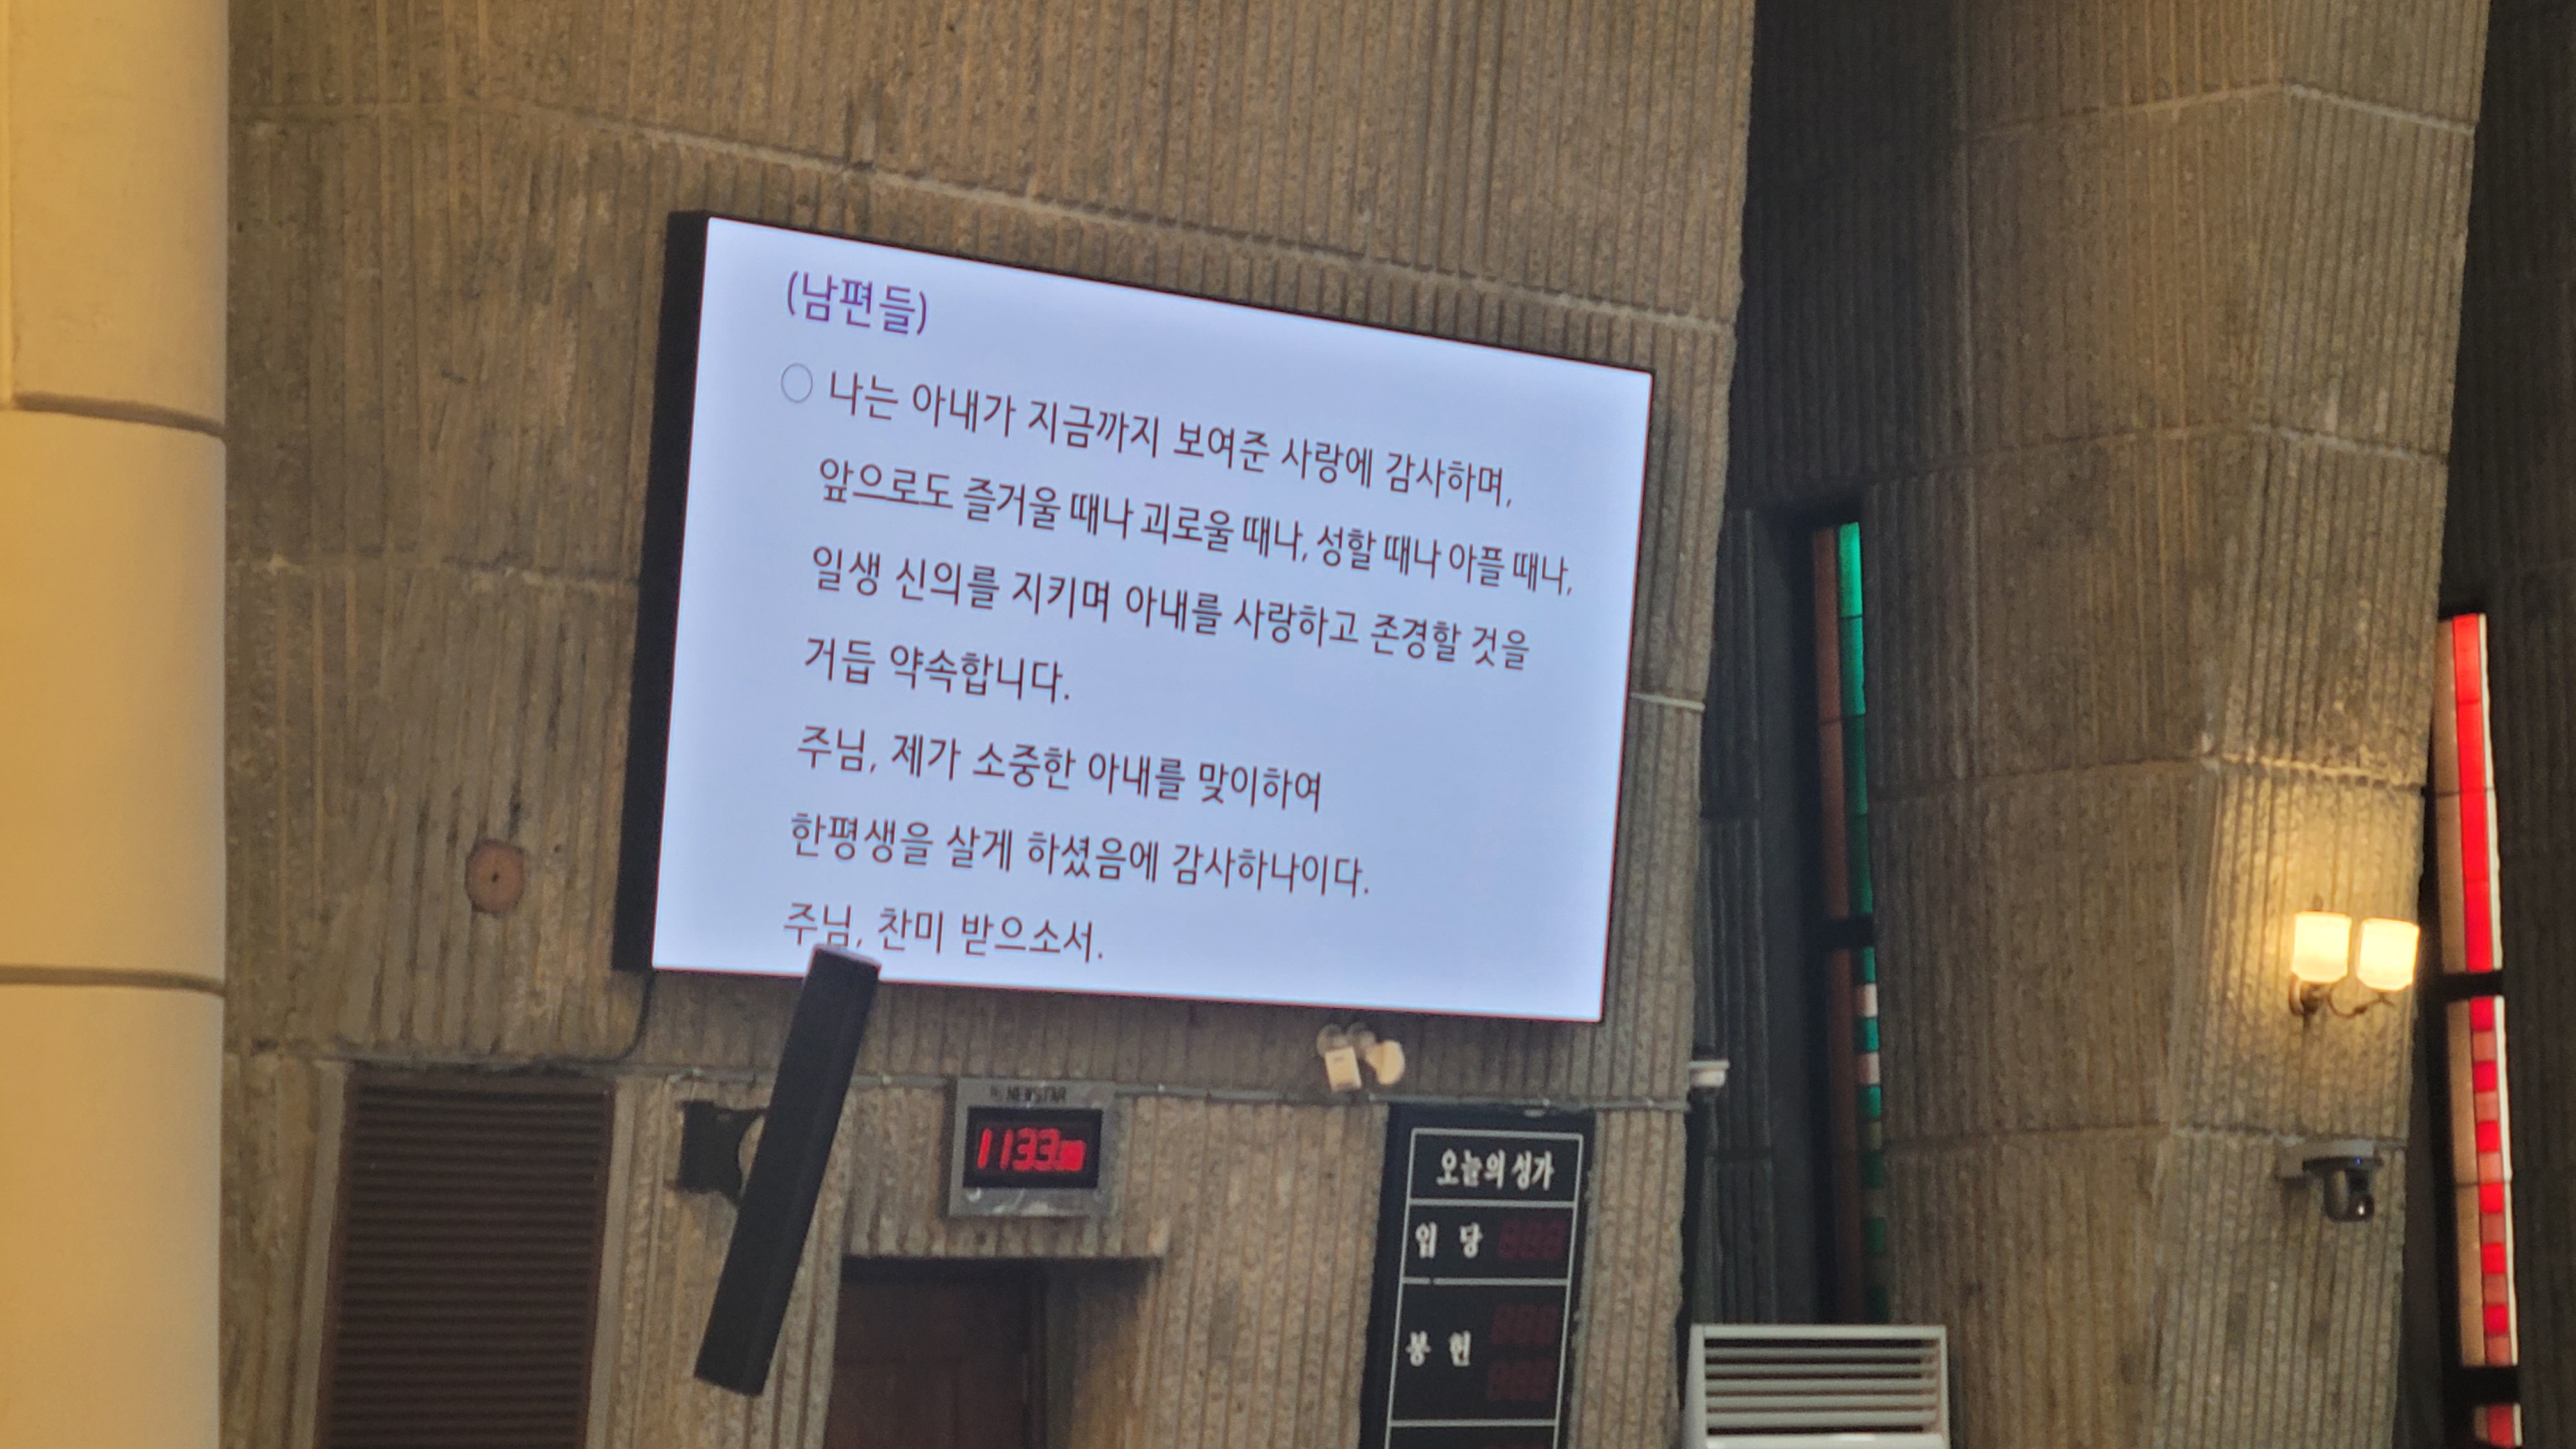 (남편들)
○ 나는 아내가 지금까지 보여준 사랑에 감사하며,
앞으로도 즐거울 때나 괴로울 때나, 성할 때나 아플 때나,
일생 신의를 지키며 아내를 사랑하고 존경할 것을
거듭 약속합니다.
주님, 제가 소중한 아내를 맞이하여
한평생을 살게 하셨음에 감사하나이다.
주님, 찬미 받으소서.
NEWSTAR
1133
오늘의 성가
입 당
봉 헌